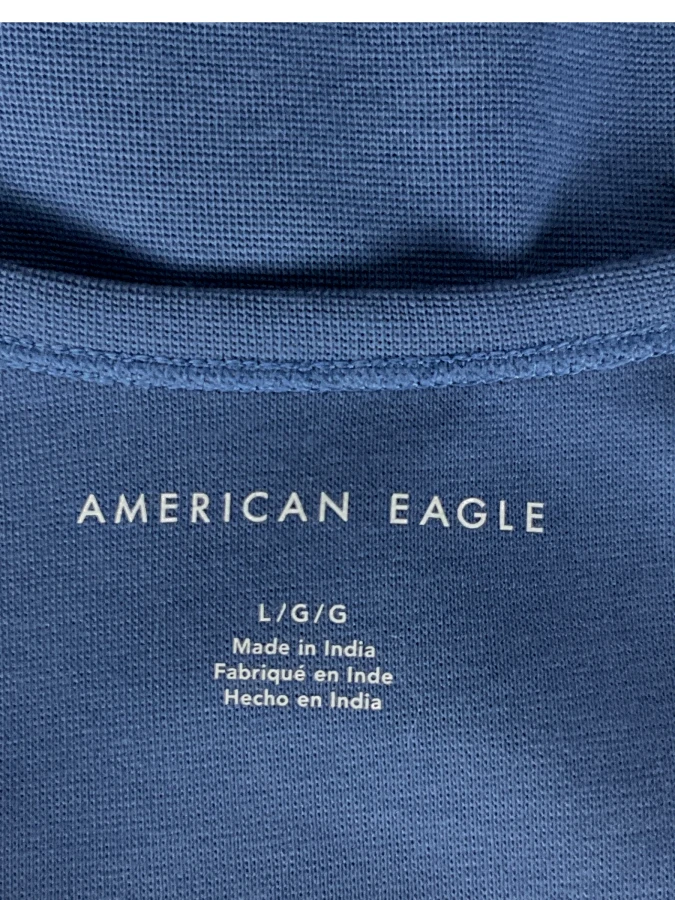 AMERICAN EAGLE
L/G/G
Made in India
Fabriqué en Inde
Hecho en India